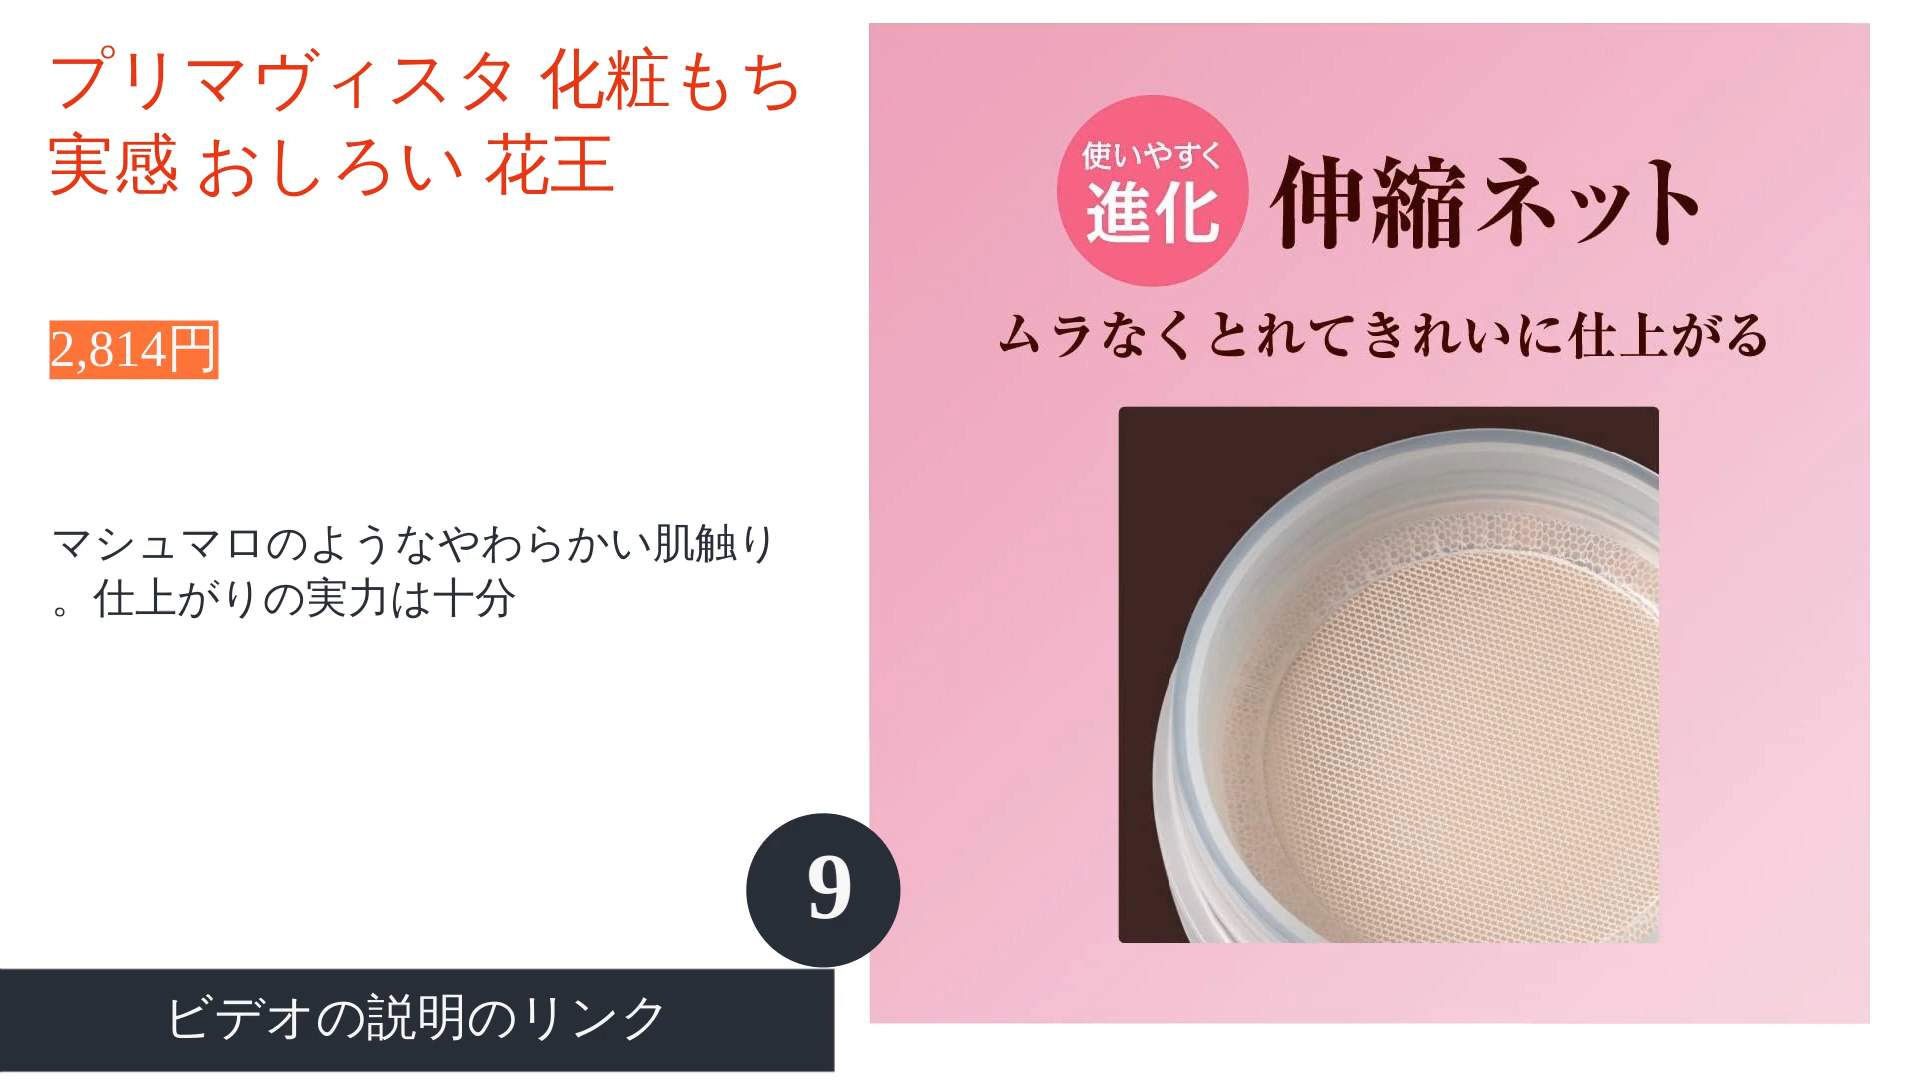 プリマヴィスタ 化粧もち
実感 おしろい 花王
2,814円
マシュマロのようなやわらかい肌触り
。仕上がりの実力は十分
9
ビデオの説明のリンク
使いやすく
進化
伸縮ネット
ムラなくとれてきれいに仕上がる